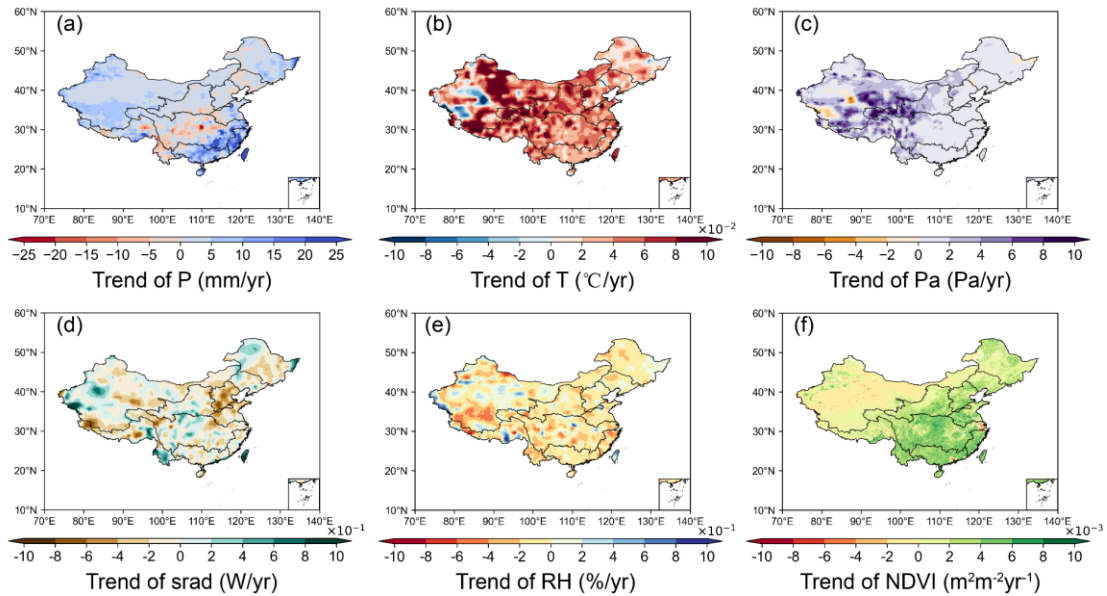 (a) (b) (c)
60°N 60°N 60°N
50°N 50°N 50°N
40°N 40°N 40°N
30°N 30°N 30°N
20°N 20°N 20°N
10°N 10°N 10°N
70°E 80°E 90°E 100°E 110°E 120°E 130°E 140°E 70°E 80°E 90°E 100°E 110°E 120°E 130°E 140°E 70°E 80°E 90°E 100°E 110°E 120°E 130°E 140°E
×10⁻²
−25 −20 −15 −10 −5 0 5 10 15 20 25 −10 −8 −6 −4 −2 0 2 4 6 8 10 −10 −8 −6 −4 −2 0 2 4 6 8 10
Trend of P (mm/yr) Trend of T (℃/yr) Trend of Pa (Pa/yr)
(d) (e) (f)
60°N 60°N 60°N
50°N 50°N 50°N
40°N 40°N 40°N
30°N 30°N 30°N
20°N 20°N 20°N
10°N 10°N 10°N
70°E 80°E 90°E 100°E 110°E 120°E 130°E 140°E 70°E 80°E 90°E 100°E 110°E 120°E 130°E 140°E 70°E 80°E 90°E 100°E 110°E 120°E 130°E 140°E
×10⁻¹ ×10⁻¹ ×10⁻³
−10 −8 −6 −4 −2 0 2 4 6 8 10 −10 −8 −6 −4 −2 0 2 4 6 8 10 −10 −8 −6 −4 −2 0 2 4 6 8 10
Trend of srad (W/yr) Trend of RH (%/yr) Trend of NDVI (m²m⁻²yr⁻¹)